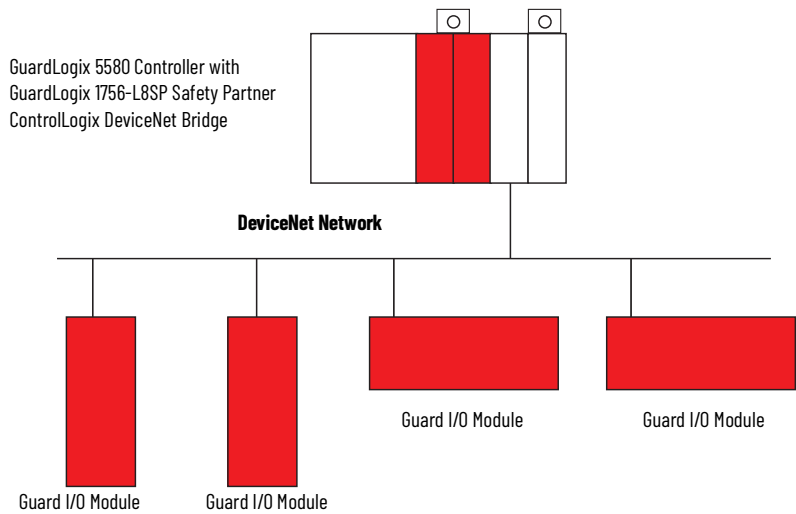 GuardLogix 5580 Controller with
GuardLogix 1756-L8SP Safety Partner
ControlLogix DeviceNet Bridge
DeviceNet Network
Guard I/O Module
Guard I/O Module
Guard I/O Module
Guard I/O Module